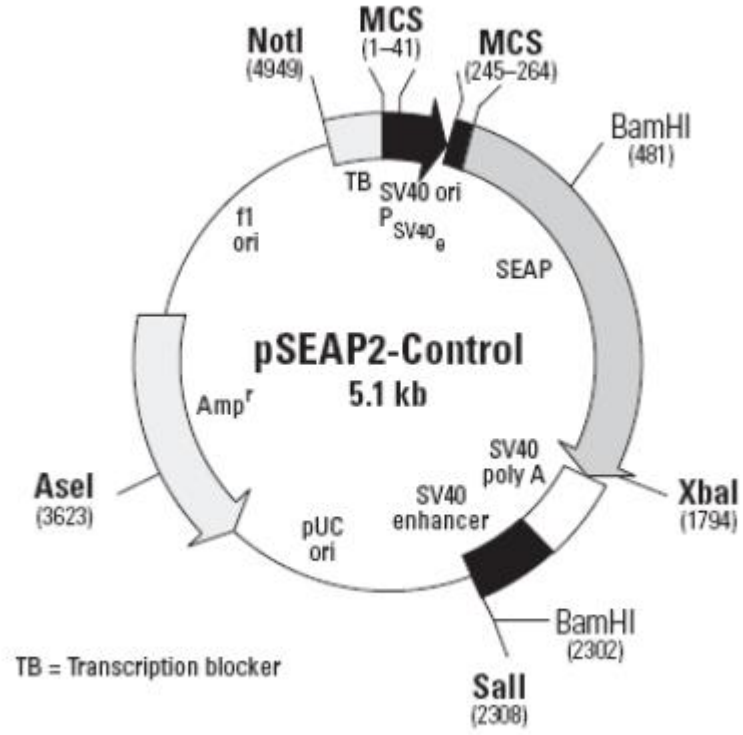 MCS
(1–41)
NotI
(4949)
MCS
(245–264)
BamHI
(481)
TB
SV40 ori
P SV40 e
f1
ori
SEAP
pSEAP2-Control
5.1 kb
Amp r
SV40
poly A
SV40
enhancer
AseI
(3623)
XbaI
(1794)
pUC
ori
BamHI
(2302)
TB = Transcription blocker
SalI
(2308)